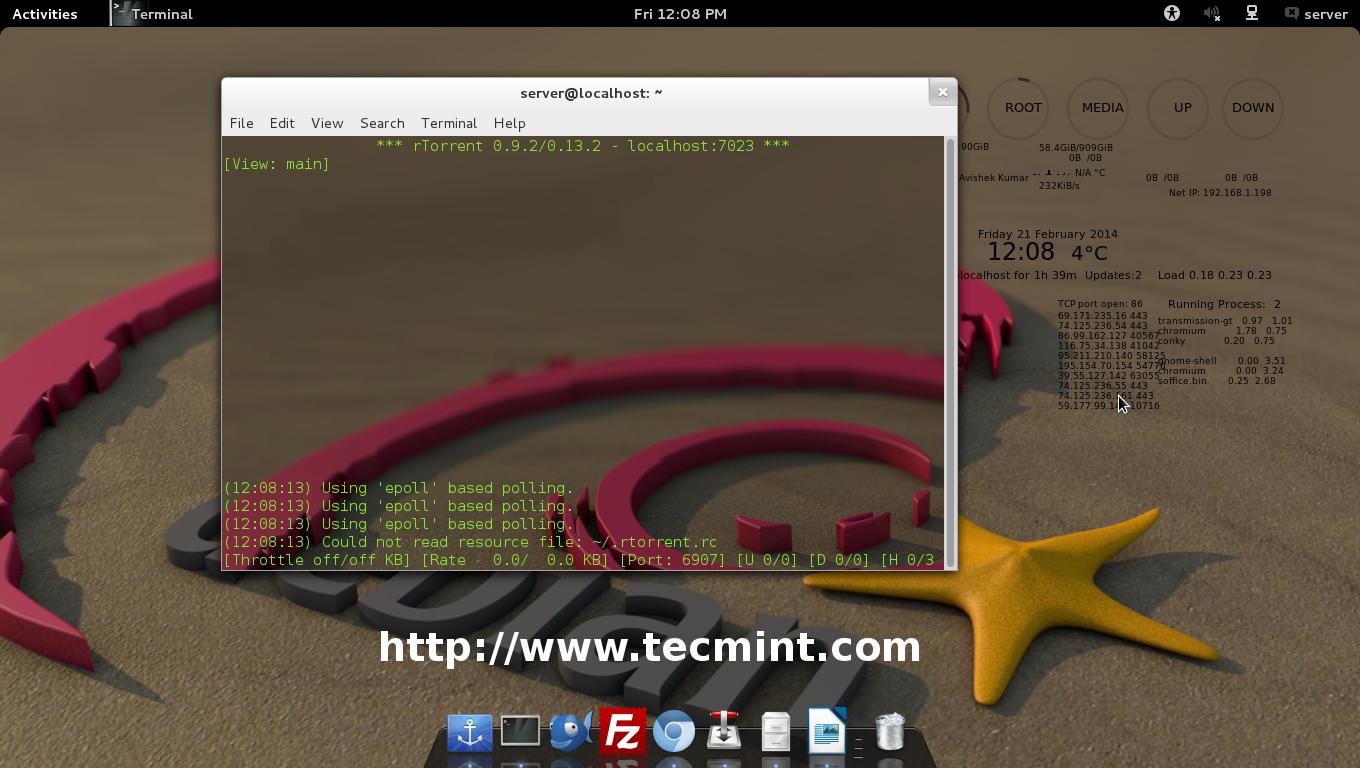 Activities Terminal Fri 12:08 PM server
server@localhost: ~
File Edit View Search Terminal Help
*** rTorrent 0.9.2/0.13.2 - localhost:7023 ***
[View: main]
(12:08:13) Using 'epoll' based polling.
(12:08:13) Using 'epoll' based polling.
(12:08:13) Using 'epoll' based polling.
(12:08:13) Could not read resource file: ~/.rtorrent.rc
[Throttle off/off KB] [Rate - 0.0/ 0.0 KB] [Port: 6907] [U 0/0] [D 0/0] [H 0/3
ROOT MEDIA UP DOWN
.90GiB 58.4GiB/909GiB
0B /0B
Avishek Kumar N/A °C 0B /0B 0B /0B
232KiB/s
Net IP: 192.168.1.198
Friday 21 February 2014
12:08 4°C
localhost for 1h 39m Updates:2 Load 0.18 0.23 0.23
TCP port open: 86
69.171.235.16 443
74.125.236.54 443
86.99.162.127 40567
116.75.34.138 41042
95.211.210.140 58125
195.154.70.154
39.55.127.142 63055
74.125.236.55 443
74.125.236. 443
59.177.99. 10716
Running Process: 2
transmission-gt 0.97 1.01
chromium 1.78 0.75
conky 0.20 0.75
gnome-shell 0.00 3.51
chromium 0.00 3.24
soffice.bin 0.25 2.68
debian
http://www.tecmint.com
Fz